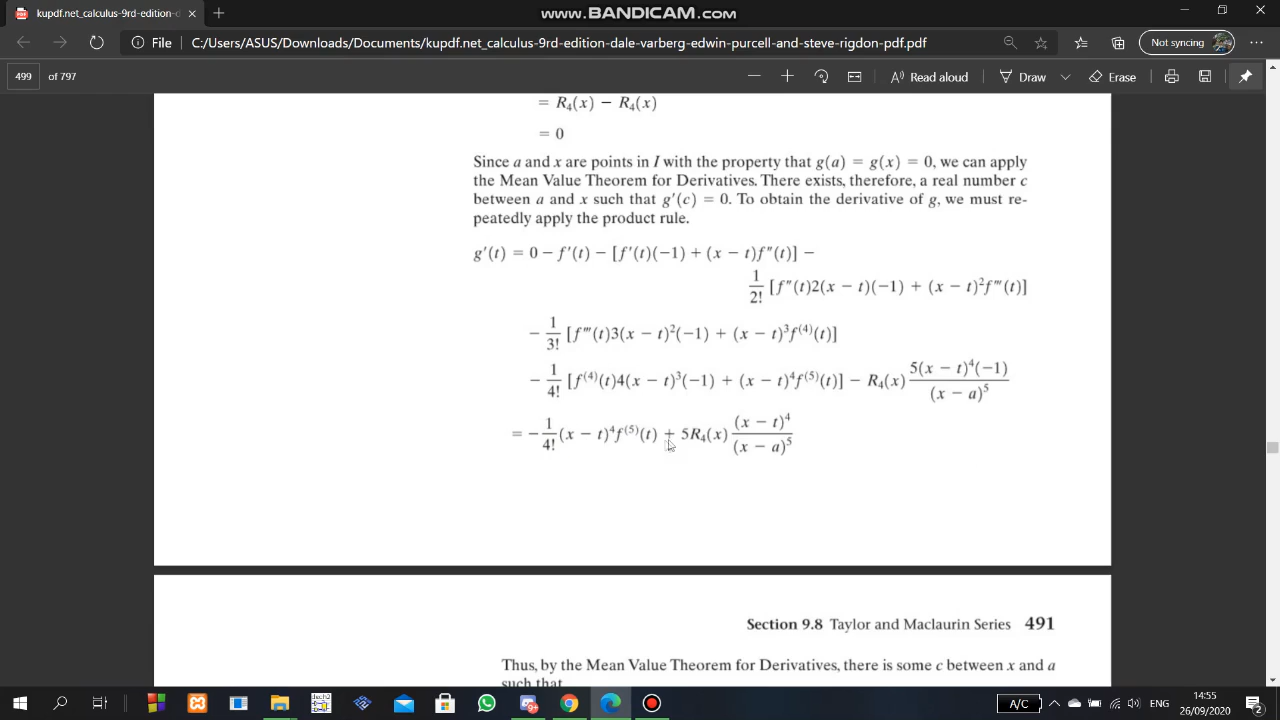 WWW.BANDICAM.COM
kupdf.net_calculus-9rd-edition-
File C:/Users/ASUS/Downloads/Documents/kupdf.net_calculus-9rd-edition-dale-varberg-edwin-purcell-and-steve-rigdon-pdf.pdf Not syncing
499 of 797 Read aloud Draw Erase
= R₄(x) − R₄(x)
= 0
Since a and x are points in I with the property that g(a) = g(x) = 0, we can apply
the Mean Value Theorem for Derivatives. There exists, therefore, a real number c
between a and x such that g′(c) = 0. To obtain the derivative of g, we must re-
peatedly apply the product rule.
g′(t) = 0 − f′(t) − [f′(t)(−1) + (x − t)f″(t)] −
1/2! [f″(t)2(x − t)(−1) + (x − t)²f‴(t)]
− 1/3! [f‴(t)3(x − t)²(−1) + (x − t)³f⁽⁴⁾(t)]
− 1/4! [f⁽⁴⁾(t)4(x − t)³(−1) + (x − t)⁴f⁽⁵⁾(t)] − R₄(x) 5(x − t)⁴(−1)/(x − a)⁵
= − 1/4! (x − t)⁴f⁽⁵⁾(t) + 5R₄(x) (x − t)⁴/(x − a)⁵
Section 9.8 Taylor and Maclaurin Series 491
Thus, by the Mean Value Theorem for Derivatives, there is some c between x and a
such that
A/C 14:55
26/09/2020
2